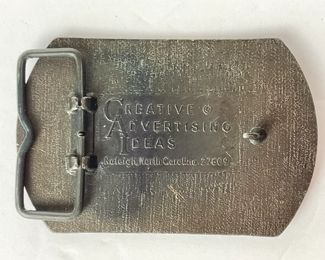 CREATIVE &
ADVERTISING
IDEAS
Raleigh, North Carolina 27609